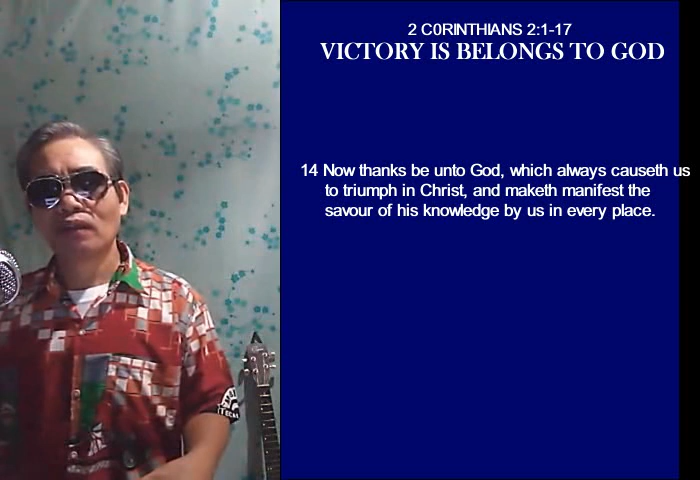 2 C0RINTHIANS 2:1-17
VICTORY IS BELONGS TO GOD
14 Now thanks be unto God, which always causeth us
to triumph in Christ, and maketh manifest the
savour of his knowledge by us in every place.